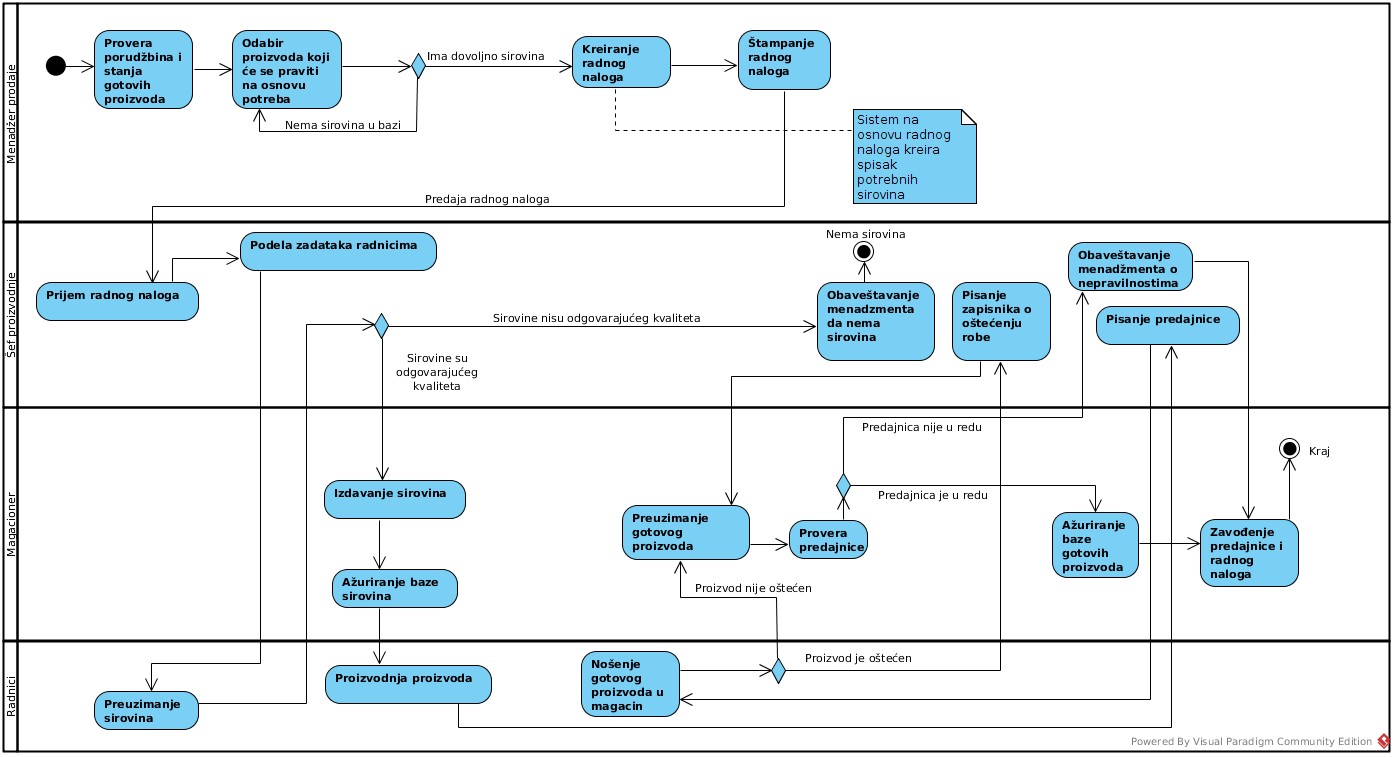 Menadžer prodaje
Provera
porudžbina i
stanja
gotovih
proizvoda
Odabir
proizvoda koji
će se praviti
na osnovu
potreba
Ima dovoljno sirovina
Nema sirovina u bazi
Kreiranje
radnog
naloga
Štampanje
radnog
naloga
Sistem na
osnovu radnog
naloga kreira
spisak
potrebnih
sirovina
Predaja radnog naloga
Šef proizvodnje
Prijem radnog naloga
Podela zadataka radnicima
Sirovine nisu odgovarajućeg kvaliteta
Sirovine su
odgovarajućeg
kvaliteta
Nema sirovina
Obaveštavanje
menadzmenta
da nema
sirovina
Pisanje
zapisnika o
oštećenju
robe
Obaveštavanje
menadžmenta o
nepravilnostima
Pisanje predajnice
Magacioner
Izdavanje sirovina
Ažuriranje baze
sirovina
Preuzimanje
gotovog
proizvoda
Provera
predajnice
Predajnica nije u redu
Predajnica je u redu
Ažuriranje
baze
gotovih
proizvoda
Zavođenje
predajnice i
radnog
naloga
Kraj
Proizvod nije oštećen
Radnici
Preuzimanje
sirovina
Proizvodnja proizvoda
Nošenje
gotovog
proizvoda u
magacin
Proizvod je oštećen
Powered By Visual Paradigm Community Edition